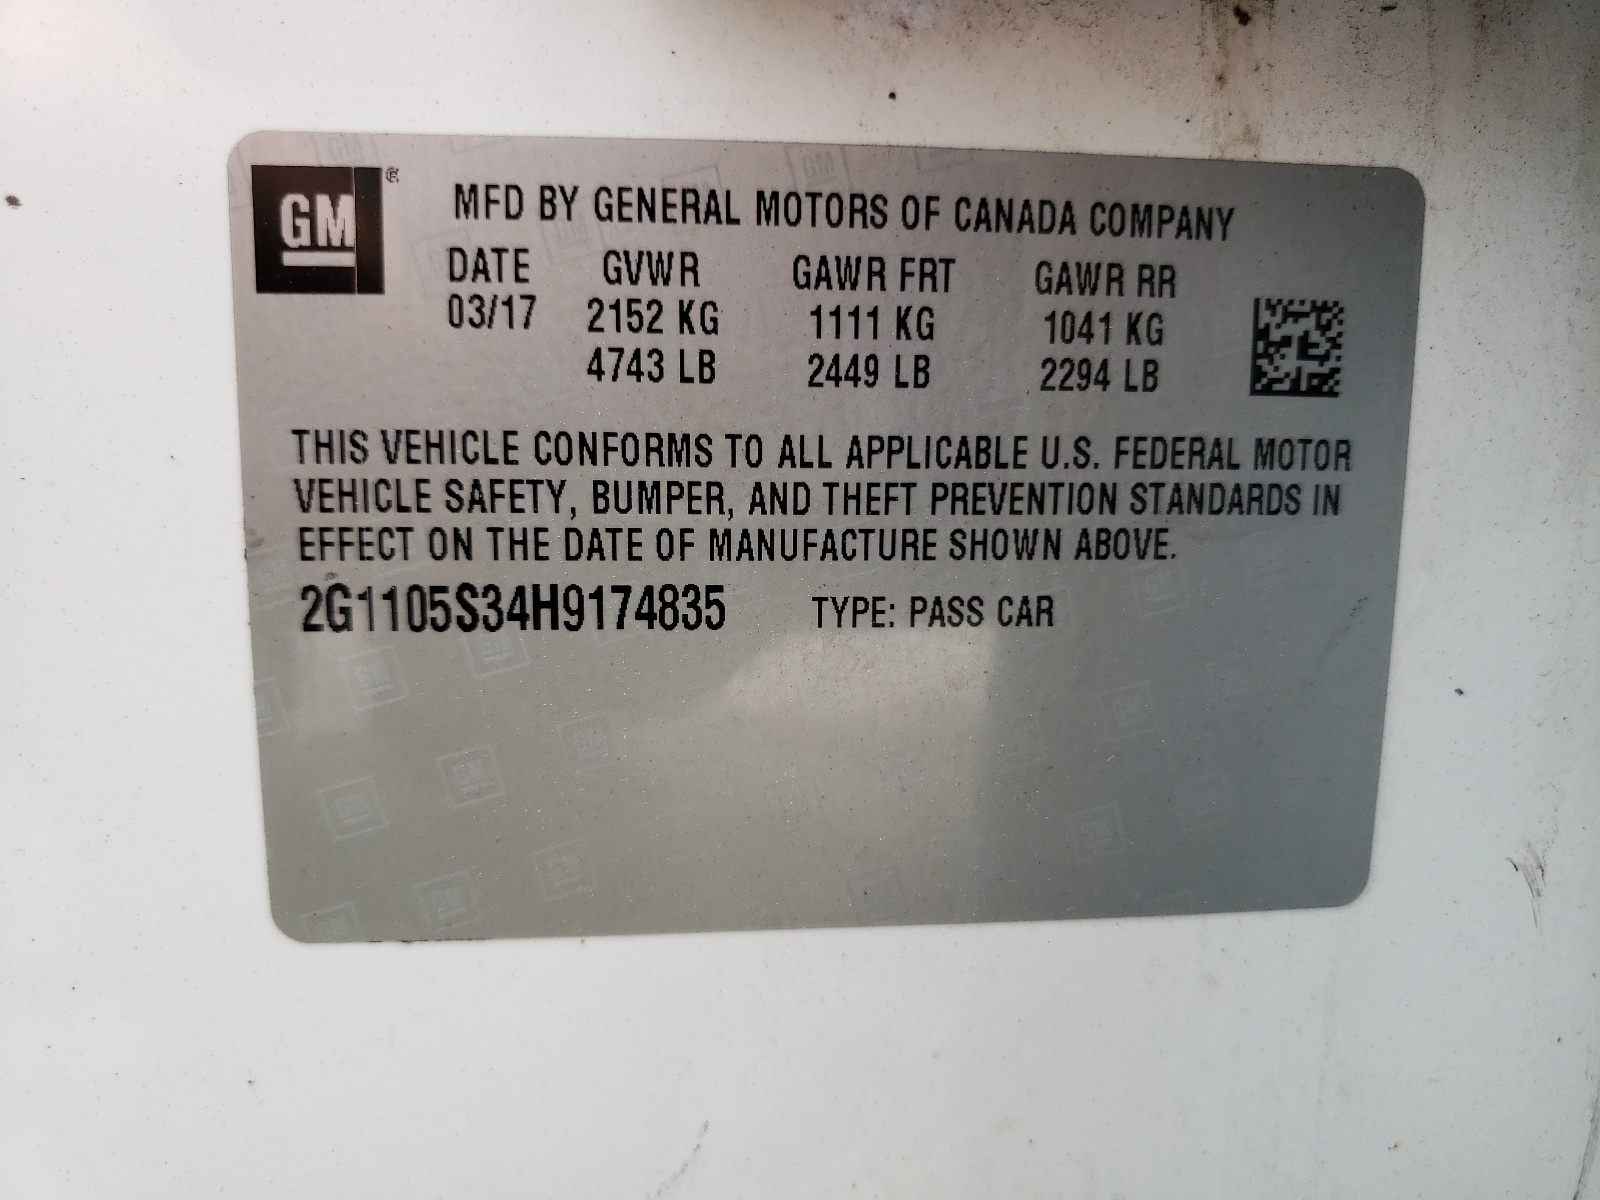 GM ®
MFD BY GENERAL MOTORS OF CANADA COMPANY
DATE GVWR GAWR FRT GAWR RR
03/17 2152 KG 1111 KG 1041 KG
4743 LB 2449 LB 2294 LB
THIS VEHICLE CONFORMS TO ALL APPLICABLE U.S. FEDERAL MOTOR
VEHICLE SAFETY, BUMPER, AND THEFT PREVENTION STANDARDS IN
EFFECT ON THE DATE OF MANUFACTURE SHOWN ABOVE.
2G1105S34H9174835 TYPE: PASS CAR